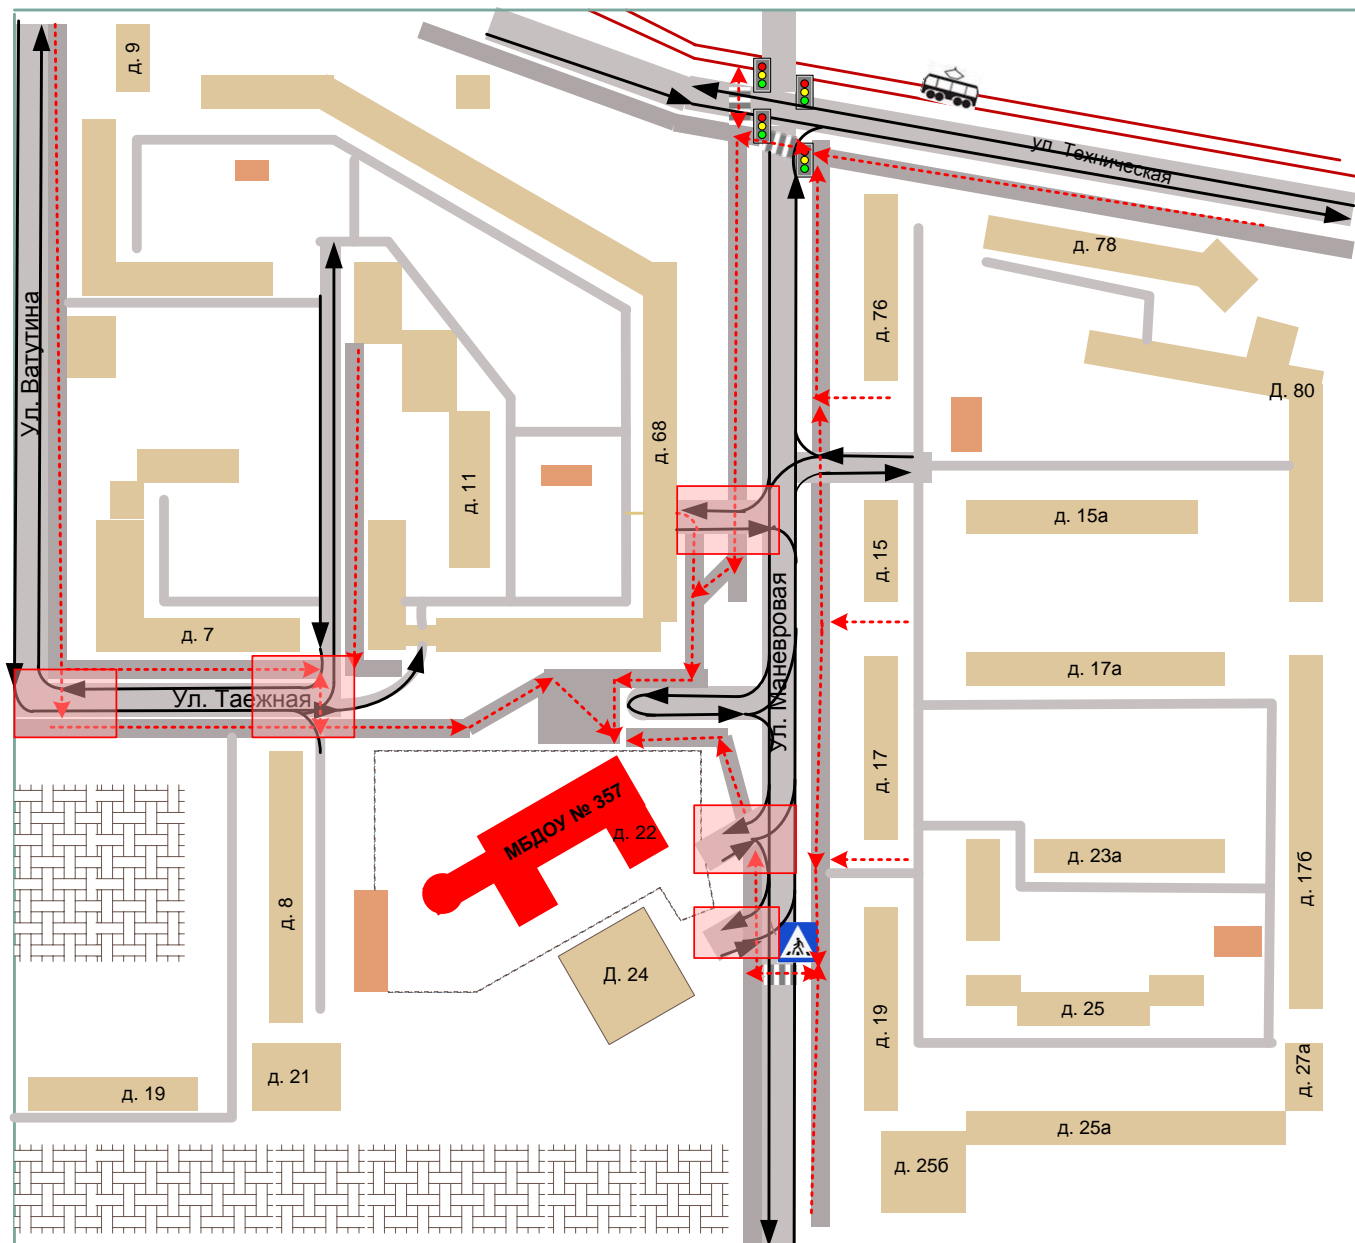 д. 9
ул. Техническая
д. 78
д. 76
Ул. Ватутина
Д. 80
д. 68
д. 11
д. 15а
д. 15
Ул. Маневровая
д. 7
д. 17а
Ул. Таежная
д. 17
МБДОУ № 357
д. 22
д. 23а
д. 17б
д. 8
Д. 24
д. 25
д. 19
д. 27а
д. 21
д. 19
д. 25а
д. 25б